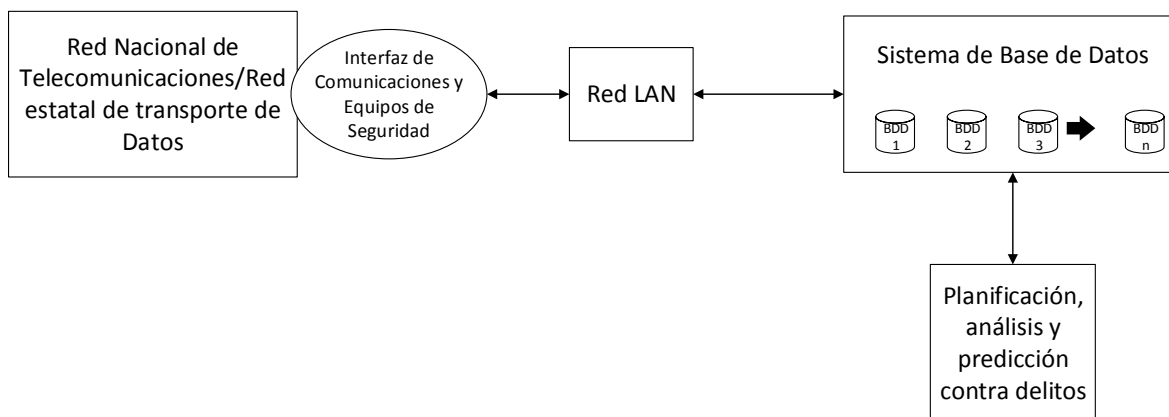 Red Nacional de
Telecomunicaciones/Red
estatal de transporte de
Datos
Interfaz de
Comunicaciones y
Equipos de
Seguridad
Red LAN
Sistema de Base de Datos
BDD
1
BDD
2
BDD
3
BDD
n
Planificación,
análisis y
predicción
contra delitos